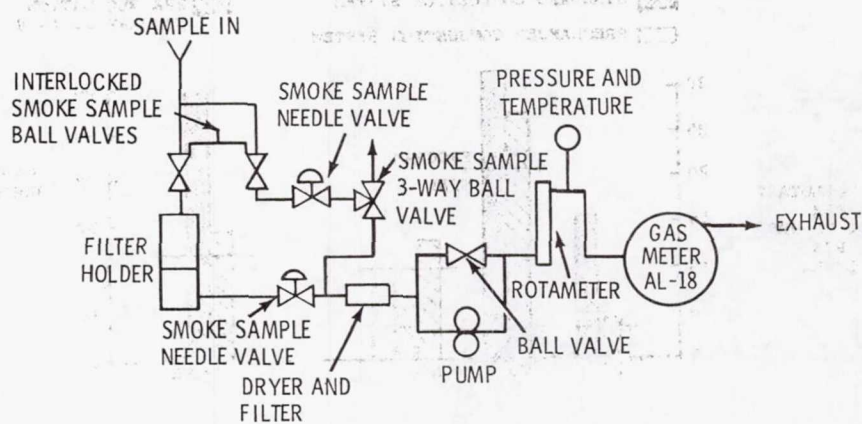 SAMPLE IN
INTERLOCKED
SMOKE SAMPLE
BALL VALVES
SMOKE SAMPLE
NEEDLE VALVE
PRESSURE AND
TEMPERATURE
SMOKE SAMPLE
3-WAY BALL
VALVE
FILTER
HOLDER
GAS
METER
AL-18
EXHAUST
ROTAMETER
SMOKE SAMPLE
NEEDLE VALVE
BALL VALVE
PUMP
DRYER AND
FILTER